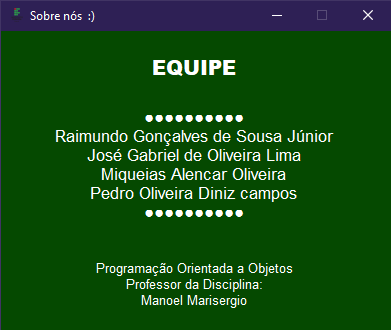 Sobre nós :)
EQUIPE
●●●●●●●●●●
Raimundo Gonçalves de Sousa Júnior
José Gabriel de Oliveira Lima
Miqueias Alencar Oliveira
Pedro Oliveira Diniz campos
●●●●●●●●●●
Programação Orientada a Objetos
Professor da Disciplina:
Manoel Marisergio